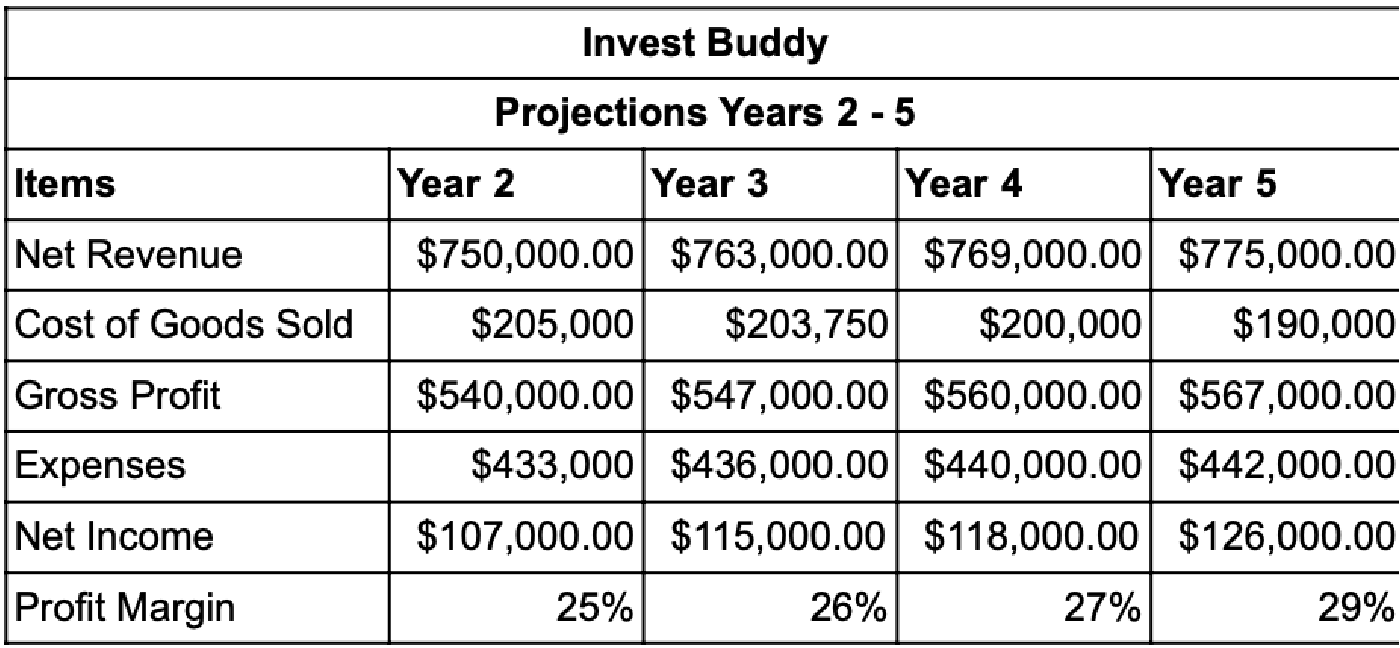 Invest Buddy
Projections Years 2 - 5
Items Year 2 Year 3 Year 4 Year 5
Net Revenue $750,000.00 $763,000.00 $769,000.00 $775,000.00
Cost of Goods Sold $205,000 $203,750 $200,000 $190,000
Gross Profit $540,000.00 $547,000.00 $560,000.00 $567,000.00
Expenses $433,000 $436,000.00 $440,000.00 $442,000.00
Net Income $107,000.00 $115,000.00 $118,000.00 $126,000.00
Profit Margin 25% 26% 27% 29%